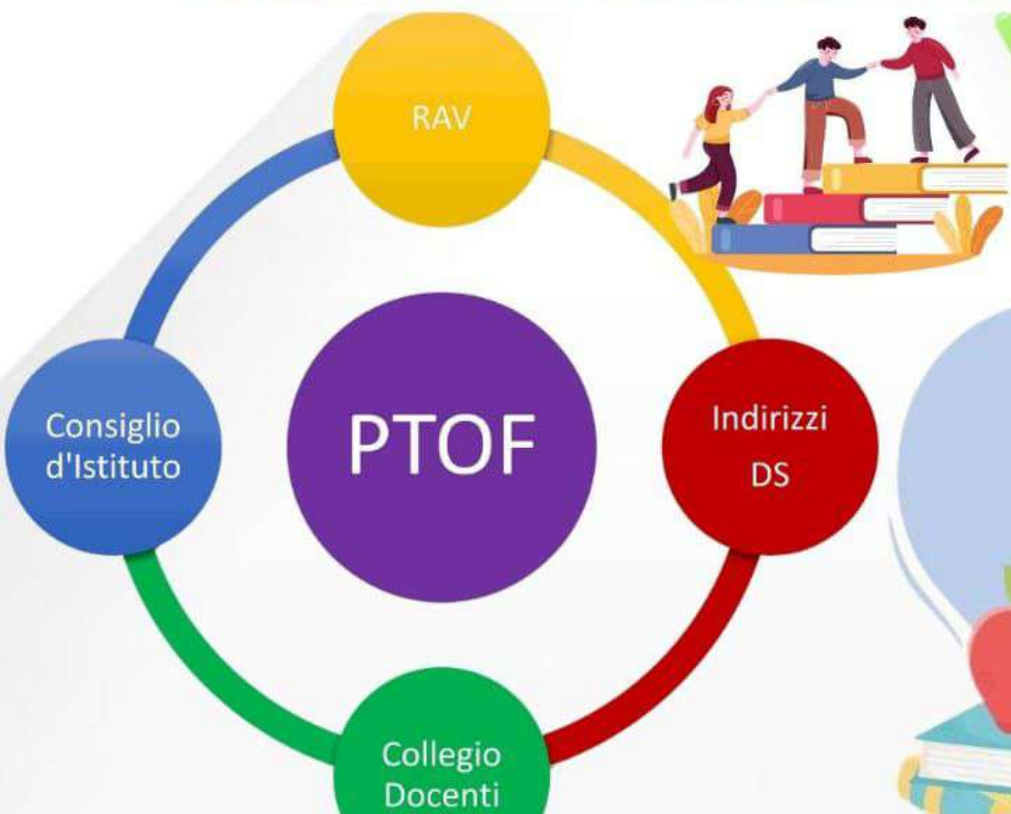 RAV
Consiglio
d'Istituto
PTOF
Indirizzi
DS
Collegio
Docenti